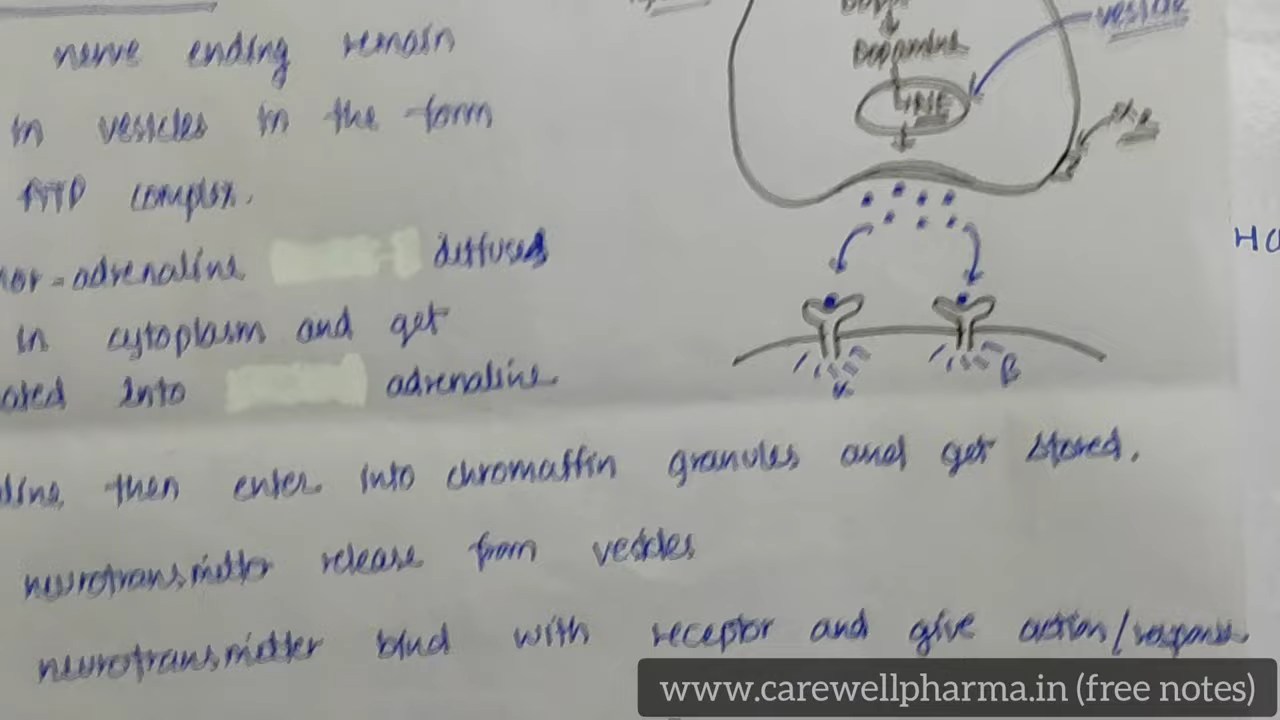 vesicle
Dopamine
nerve ending remain
in vesicles in the form
ATP complex.
nor-adrenaline diffused
in cytoplasm and get
ated into adrenaline
line then enter into chromaffin granules and get stored.
neurotransmitter release from vesicles
neurotransmitter bind with receptor and give action/response
β
HO
www.carewellpharma.in (free notes)